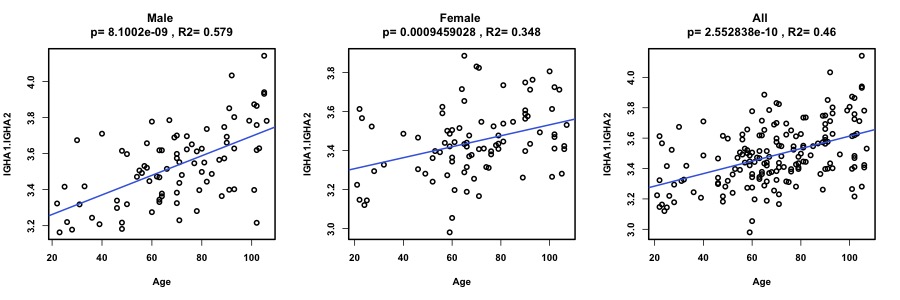 Male
p= 8.1002e-09 , R2= 0.579
IGHA1.IGHA2
4.0
3.8
3.6
3.4
3.2
20 40 60 80 100
Age
Female
p= 0.0009459028 , R2= 0.348
IGHA1.IGHA2
3.8
3.6
3.4
3.2
3.0
20 40 60 80 100
Age
All
p= 2.552838e-10 , R2= 0.46
IGHA1.IGHA2
4.0
3.8
3.6
3.4
3.2
3.0
20 40 60 80 100
Age